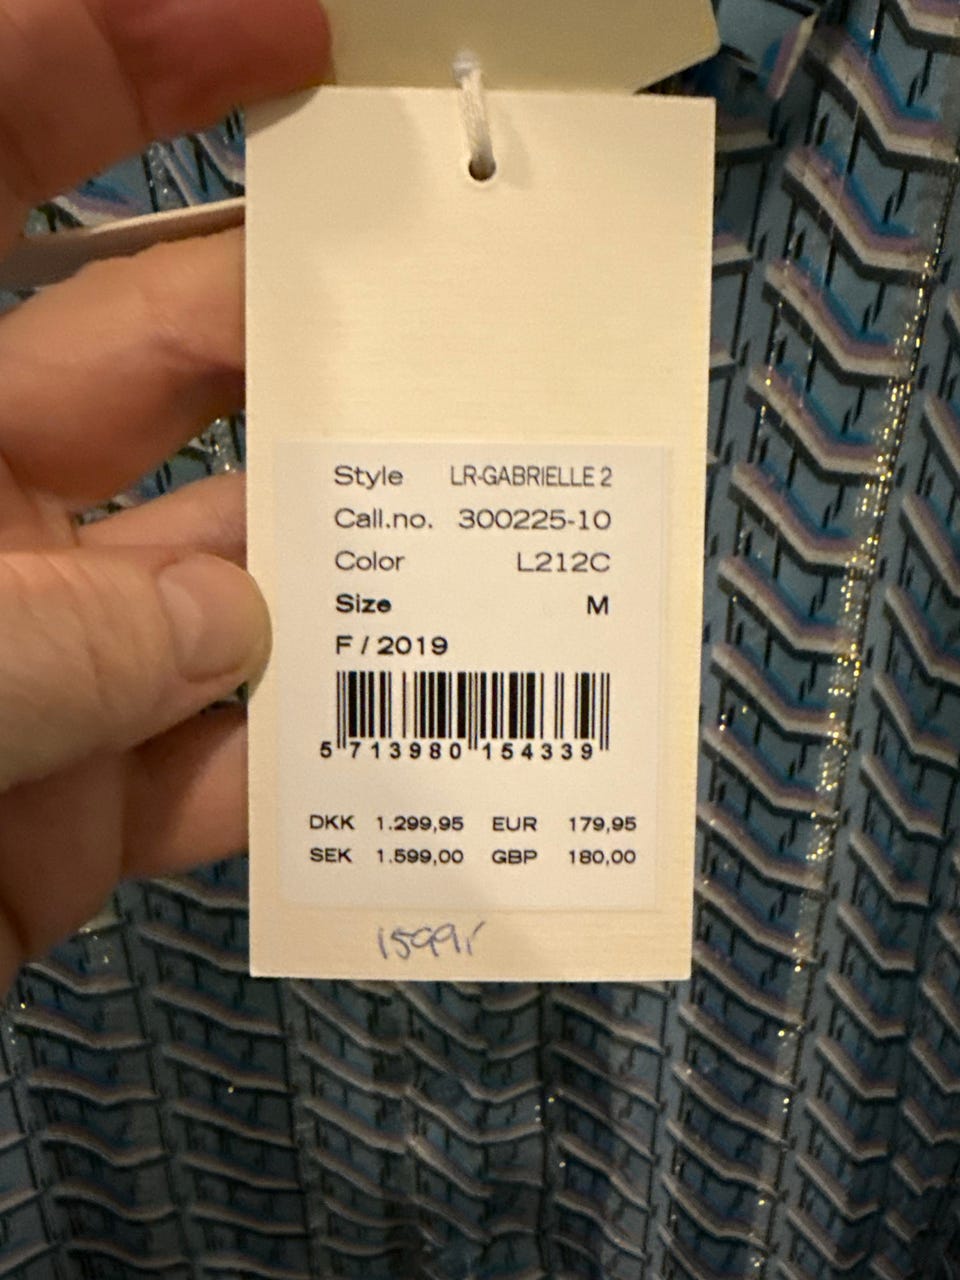 Style LR-GABRIELLE 2
Call.no. 300225-10
Color L212C
Size M
F / 2019
5 713980 154339
DKK 1.299,95 EUR 179,95
SEK 1.599,00 GBP 180,00
1599,-